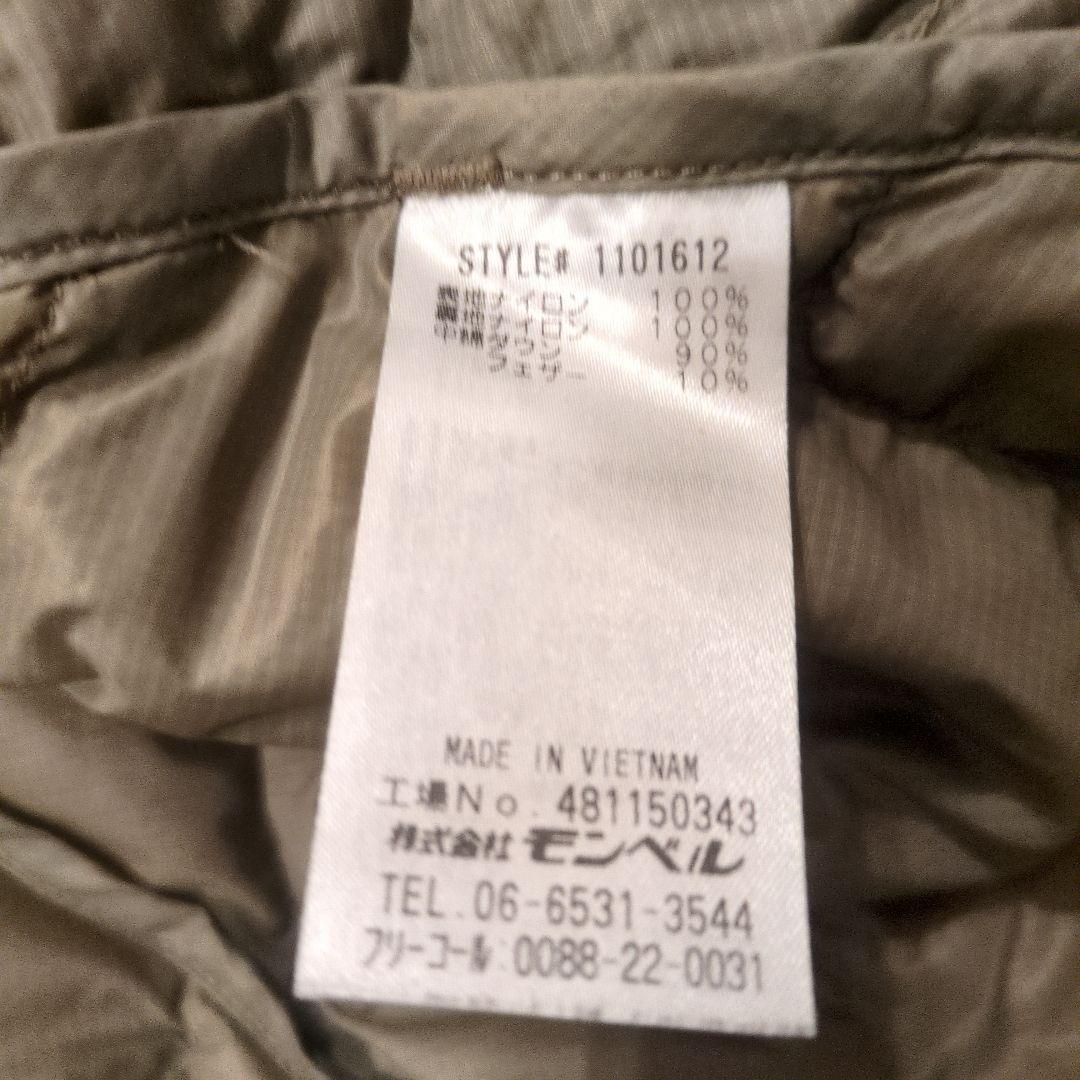 STYLE# 1101612
表地ナイロン 100%
裏地ナイロン 100%
中綿ダウン 90%
フェザー 10%
MADE IN VIETNAM
工場No. 481150343
株式会社 モンベル
TEL. 06-6531-3544
フリーコール:0088-22-0031